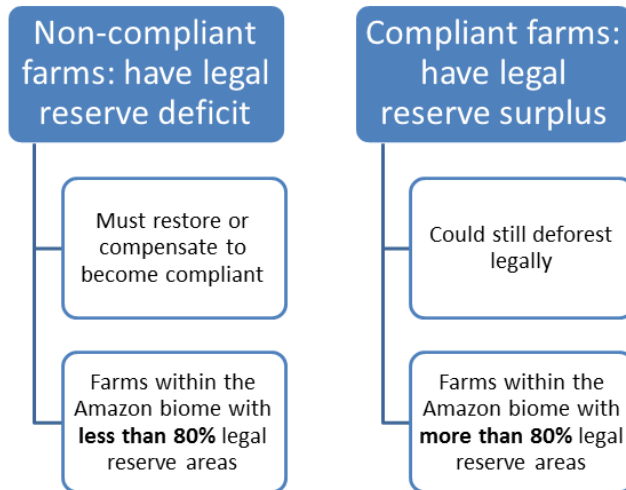 Non-compliant
farms: have legal
reserve deficit
Must restore or
compensate to
become compliant
Farms within the
Amazon biome with
less than 80% legal
reserve areas
Compliant farms:
have legal
reserve surplus
Could still deforest
legally
Farms within the
Amazon biome with
more than 80% legal
reserve areas